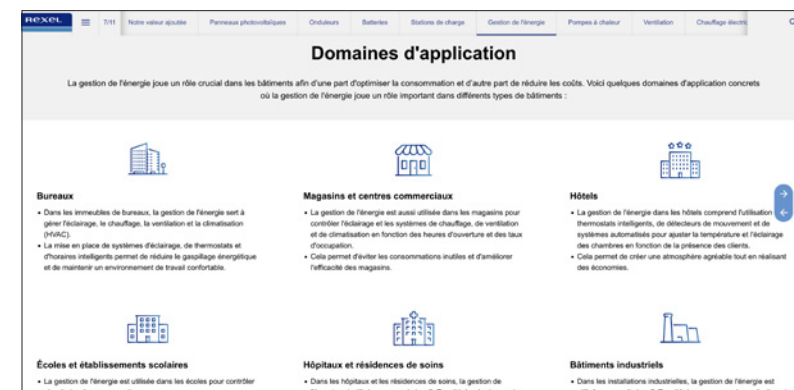 REXEL
7/11
Notre valeur ajoutée
Panneaux photovoltaïques
Onduleurs
Batteries
Stations de charge
Gestion de l'énergie
Pompes à chaleur
Ventilation
Chauffage électric
Domaines d'application
La gestion de l'énergie joue un rôle crucial dans les bâtiments afin d'une part d'optimiser la consommation et d'autre part de réduire les coûts. Voici quelques domaines d'application concrets
où la gestion de l'énergie joue un rôle important dans différents types de bâtiments :
Bureaux
• Dans les immeubles de bureaux, la gestion de l'énergie sert à
gérer l'éclairage, le chauffage, la ventilation et la climatisation
(HVAC).
• La mise en place de systèmes d'éclairage, de thermostats et
d'horaires intelligents permet de réduire le gaspillage énergétique
et de maintenir un environnement de travail confortable.
Magasins et centres commerciaux
• La gestion de l'énergie est aussi utilisée dans les magasins pour
contrôler l'éclairage et les systèmes de chauffage, de ventilation
et de climatisation en fonction des heures d'ouverture et des taux
d'occupation.
• Cela permet d'éviter les consommations inutiles et d'améliorer
l'efficacité des magasins.
Hôtels
• La gestion de l'énergie dans les hôtels comprend l'utilisation
thermostats intelligents, de détecteurs de mouvement et de
systèmes automatisés pour ajuster la température et l'éclairage
des chambres en fonction de la présence des clients.
• Cela permet de créer une atmosphère agréable tout en réalisant
des économies.
Écoles et établissements scolaires
• La gestion de l'énergie est utilisée dans les écoles pour contrôler
Hôpitaux et résidences de soins
• Dans les hôpitaux et les résidences de soins, la gestion de
Bâtiments industriels
• Dans les installations industrielles, la gestion de l'énergie est